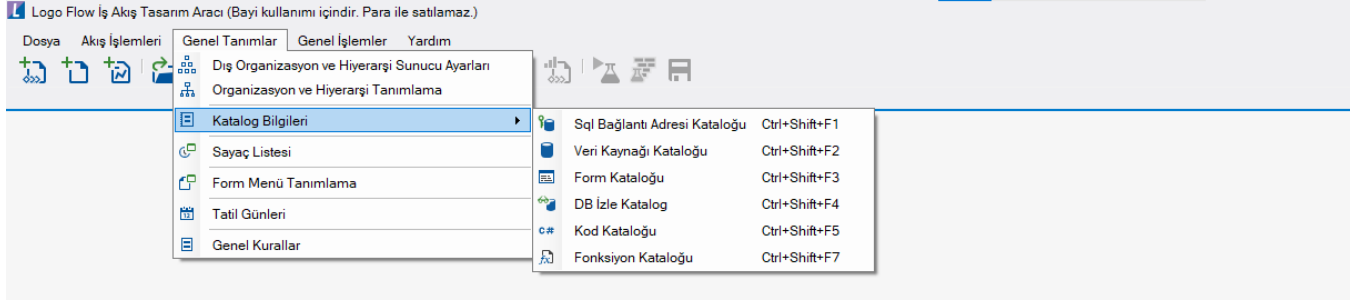 Logo Flow İş Akış Tasarım Aracı (Bayi kullanımı içindir. Para ile satılamaz.)
Dosya Akış İşlemleri Genel Tanımlar Genel İşlemler Yardım
Dış Organizasyon ve Hiyerarşi Sunucu Ayarları
Organizasyon ve Hiyerarşi Tanımlama
Katalog Bilgileri
Sayaç Listesi
Form Menü Tanımlama
Tatil Günleri
Genel Kurallar
Sql Bağlantı Adresi Kataloğu Ctrl+Shift+F1
Veri Kaynağı Kataloğu Ctrl+Shift+F2
Form Kataloğu Ctrl+Shift+F3
DB İzle Katalog Ctrl+Shift+F4
C# Kod Kataloğu Ctrl+Shift+F5
Fonksiyon Kataloğu Ctrl+Shift+F7